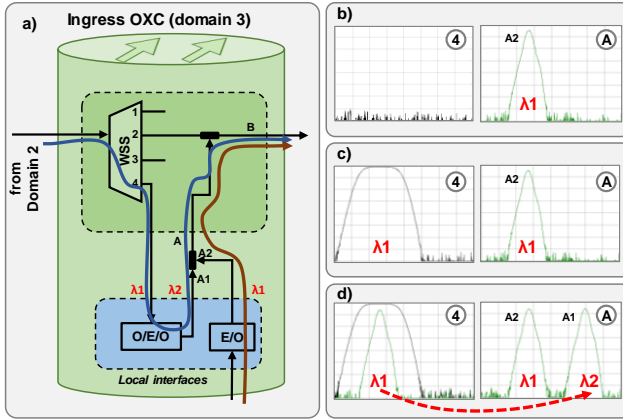 a)
Ingress OXC (domain 3)
1
2
3
4
WSS
B
from
Domain 2
A
A2
A1
λ1
λ2
λ1
O/E/O
E/O
Local interfaces
b)
4
A2
λ1
A
c)
λ1
4
A2
λ1
A
d)
λ1
4
A2
λ1
A1
λ2
A